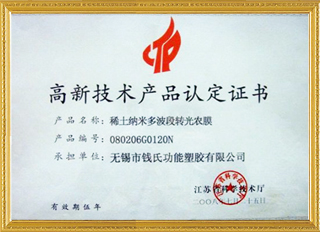 高新技术产品认定证书
产品名称：稀土纳米多波段转光农膜
产品编号：080206G0120N
承担单位：无锡市钱氏功能塑胶有限公司
江苏省科学技术厅
有效期伍年